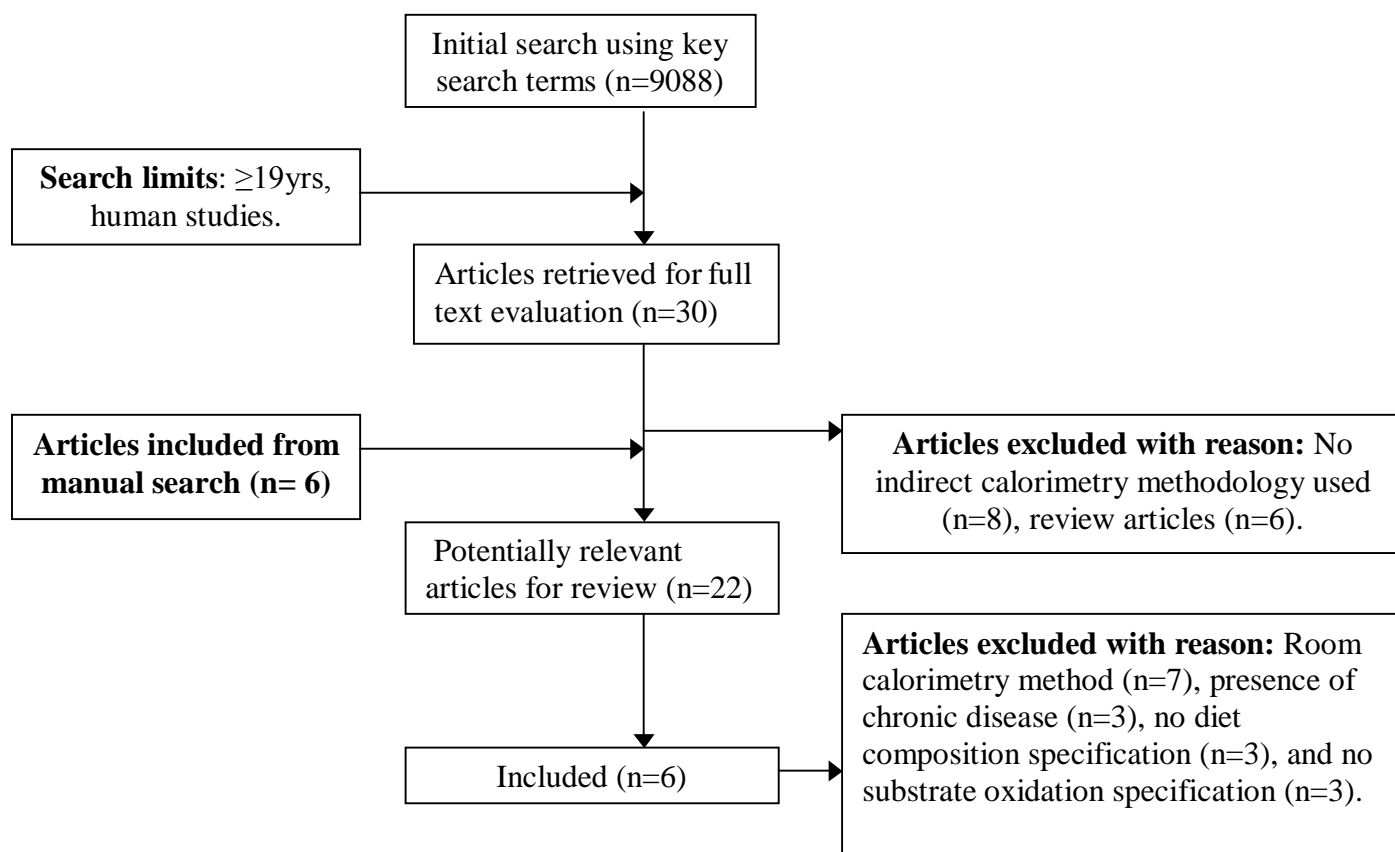 Initial search using key
search terms (n=9088)
Search limits: ≥19yrs,
human studies.
Articles retrieved for full
text evaluation (n=30)
Articles included from
manual search (n= 6)
Articles excluded with reason: No
indirect calorimetry methodology used
(n=8), review articles (n=6).
Potentially relevant
articles for review (n=22)
Articles excluded with reason: Room
calorimetry method (n=7), presence of
chronic disease (n=3), no diet
composition specification (n=3), and no
substrate oxidation specification (n=3).
Included (n=6)